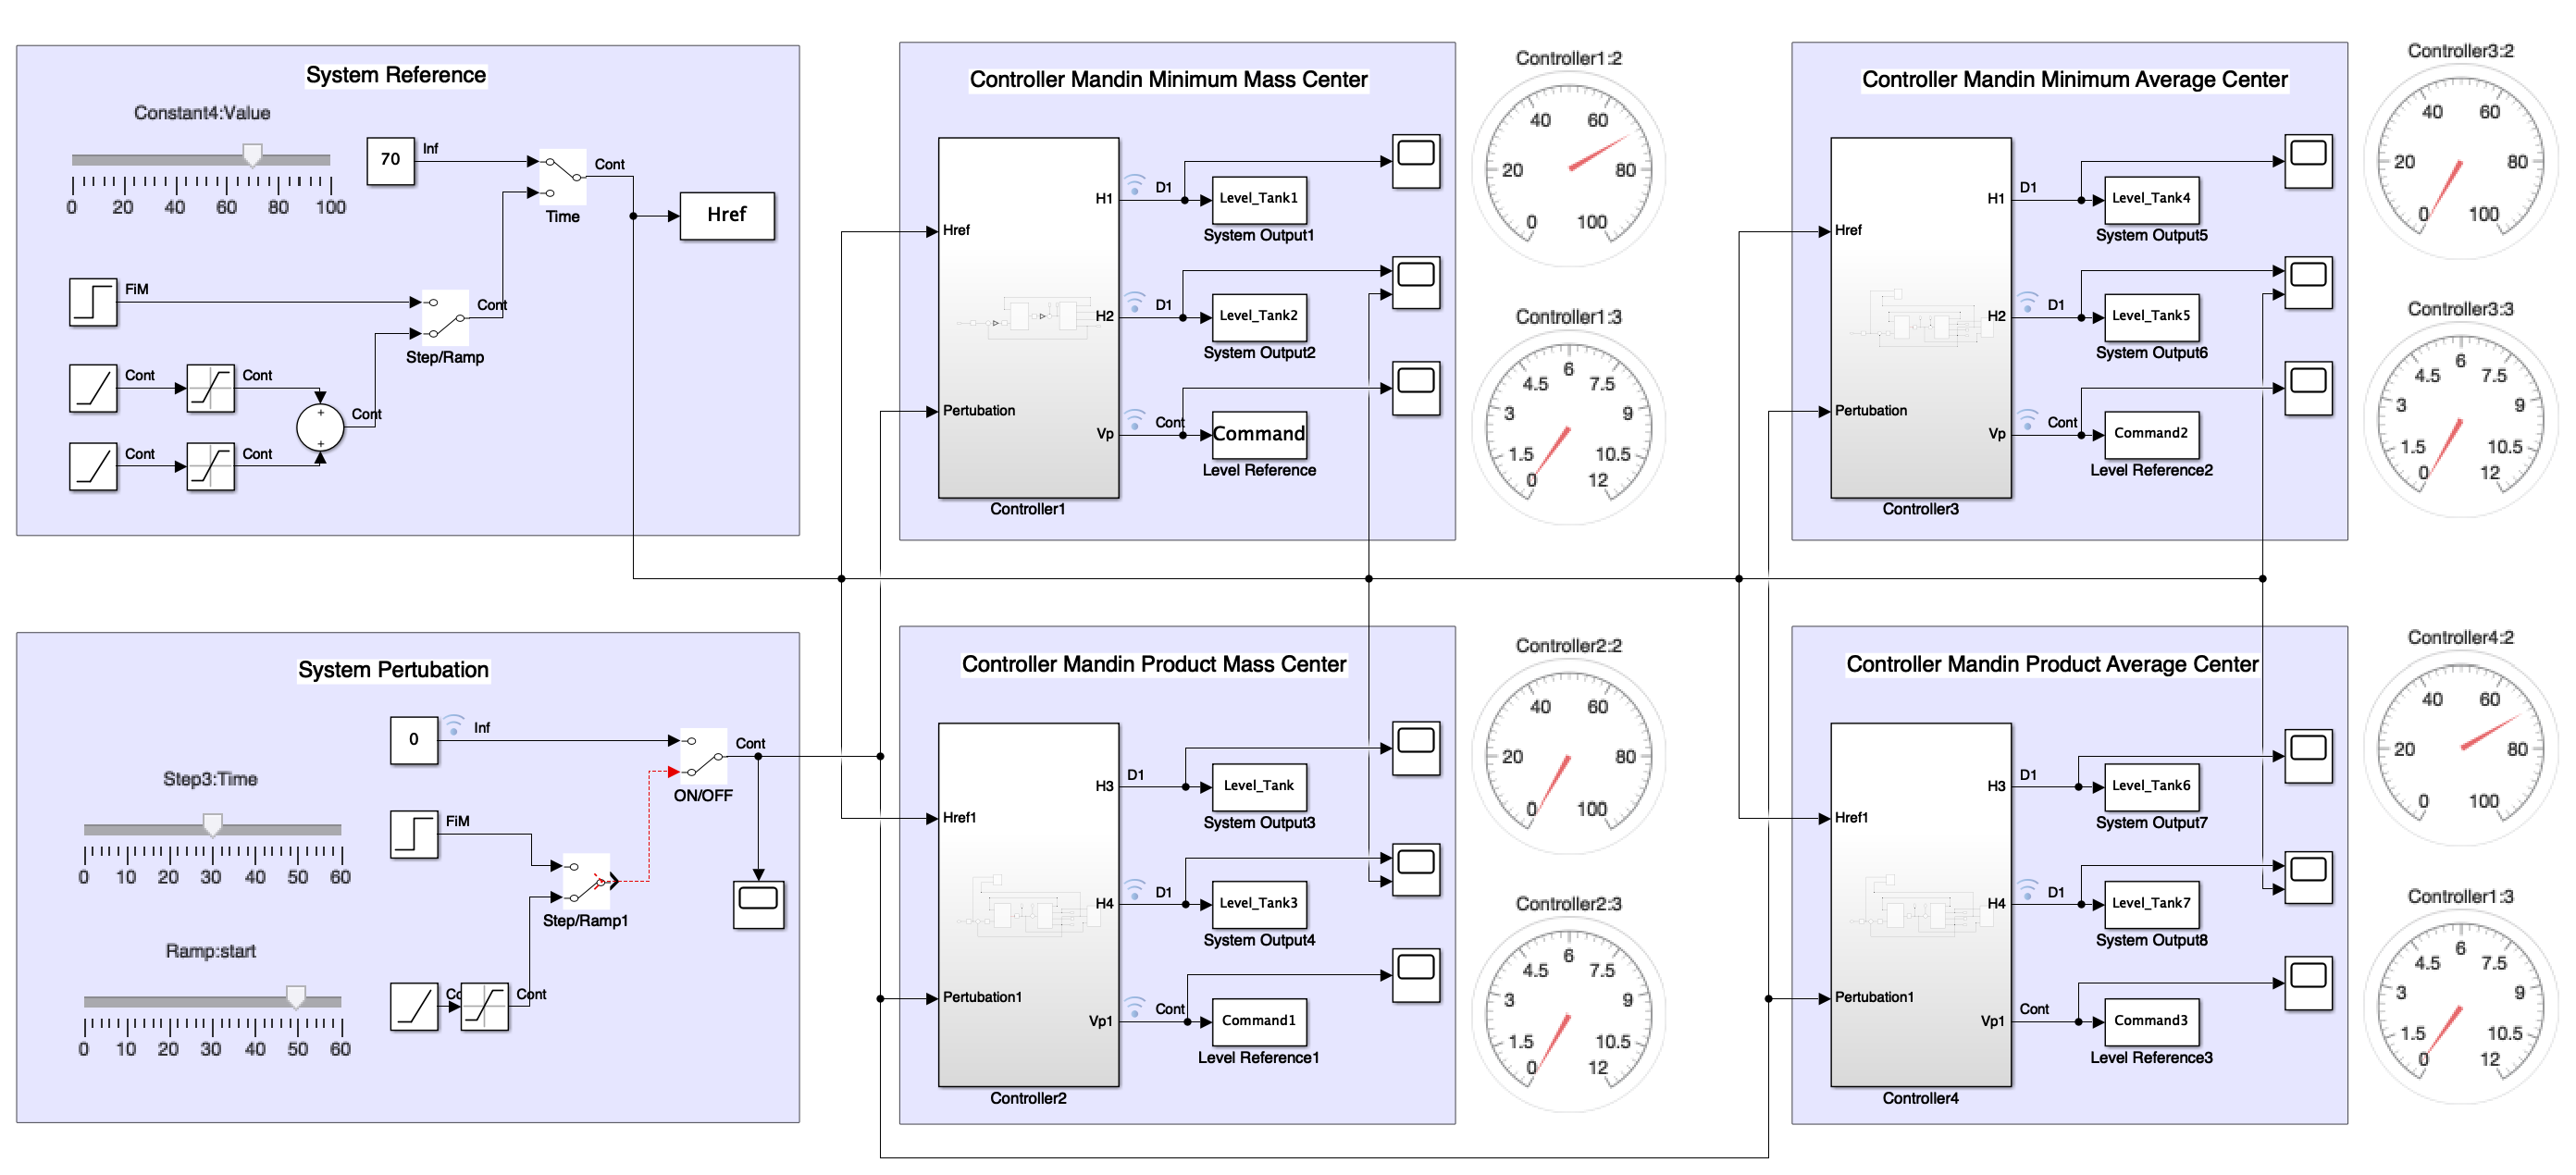 System Reference
Constant4:Value
0 20 40 60 80 100
70
Inf
Cont
Time
Href
FiM
Cont
Step/Ramp
Cont
Cont
+
+
Cont
Cont
Cont
System Pertubation
0
Inf
Cont
ON/OFF
Step3:Time
0 10 20 30 40 50 60
FiM
Step/Ramp1
Ramp:start
0 10 20 30 40 50 60
Cont
Controller Mandin Minimum Mass Center
Href
Pertubation
H1
H2
Vp
D1
Level_Tank1
System Output1
D1
Level_Tank2
System Output2
Cont
Command
Level Reference
Controller1
Controller1:2
0 20 40 60 80 100
Controller1:3
0 1.5 3 4.5 6 7.5 9 10.5 12
Controller Mandin Minimum Average Center
Href
Pertubation
H1
H2
Vp
D1
Level_Tank4
System Output5
D1
Level_Tank5
System Output6
Cont
Command2
Level Reference2
Controller3
Controller3:2
0 20 40 60 80 100
Controller3:3
0 1.5 3 4.5 6 7.5 9 10.5 12
Controller Mandin Product Mass Center
Href1
Pertubation1
H3
H4
Vp1
D1
Level_Tank
System Output3
D1
Level_Tank3
System Output4
Cont
Command1
Level Reference1
Controller2
Controller2:2
0 20 40 60 80 100
Controller2:3
0 1.5 3 4.5 6 7.5 9 10.5 12
Controller Mandin Product Average Center
Href1
Pertubation1
H3
H4
Vp1
D1
Level_Tank6
System Output7
D1
Level_Tank7
System Output8
Cont
Command3
Level Reference3
Controller4
Controller4:2
0 20 40 60 80 100
Controller1:3
0 1.5 3 4.5 6 7.5 9 10.5 12